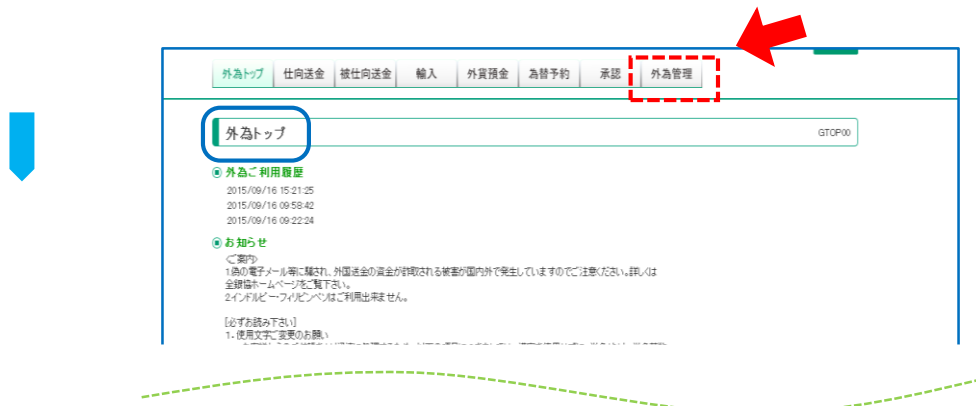 外為トップ 仕向送金 被仕向送金 輸入 外貨預金 為替予約 承認 外為管理
外為トップ GTOP00
外為ご利用履歴
2015/09/16 15:21:25
2015/09/16 09:58:42
2015/09/16 09:22:24
お知らせ
<ご案内>
1.偽の電子メール等に騙され、外国送金の資金が詐取される被害が国内外で発生していますのでご注意ください。詳しくは
全銀協ホームページをご覧下さい。
2.インドルピー・フィリピンペソはご利用出来ません。
[必ずお読み下さい]
1．使用文字ご変更のお願い